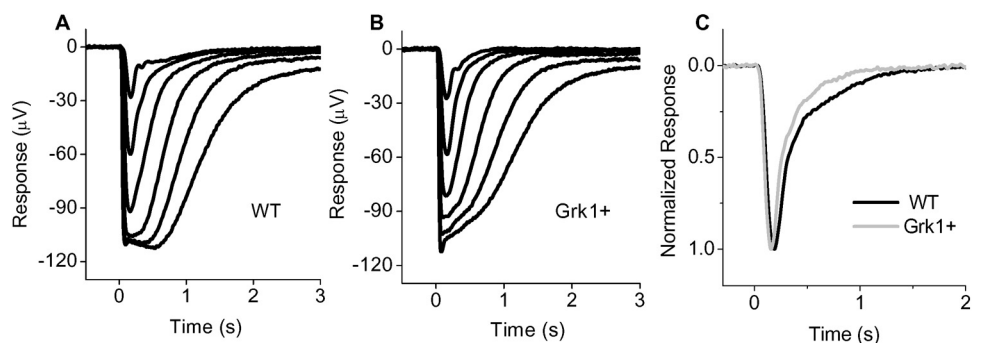 A
B
C
0
-30
-60
-90
-120
Response (μV)
WT
0
1
2
3
Time (s)
0
-30
-60
-90
-120
Response (μV)
Grk1+
0
1
2
3
Time (s)
0.0
0.5
1.0
Normalized Response
WT
Grk1+
0
1
2
Time (s)